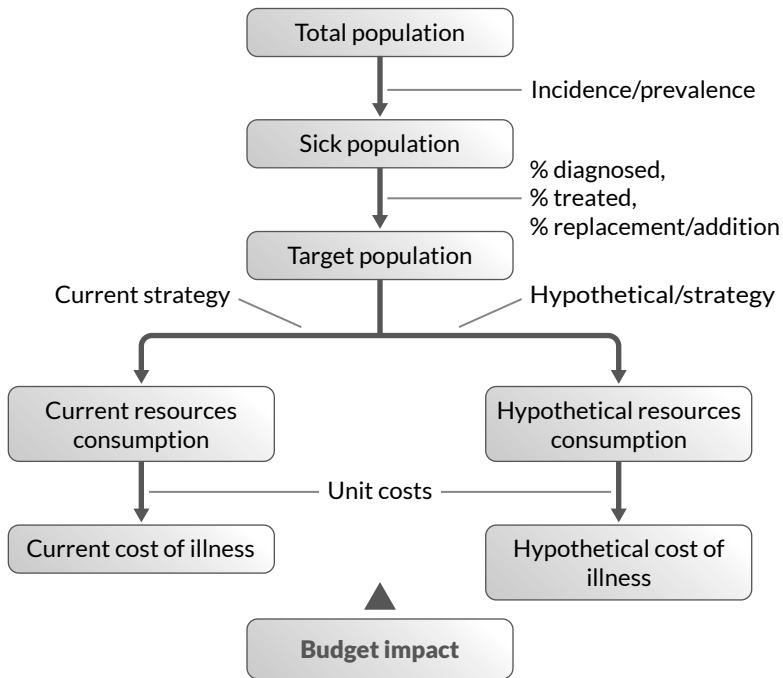 Total population
Incidence/prevalence
Sick population
% diagnosed,
% treated,
% replacement/addition
Target population
Current strategy
Hypothetical/strategy
Current resources
consumption
Hypothetical resources
consumption
Unit costs
Current cost of illness
Hypothetical cost of
illness
Budget impact